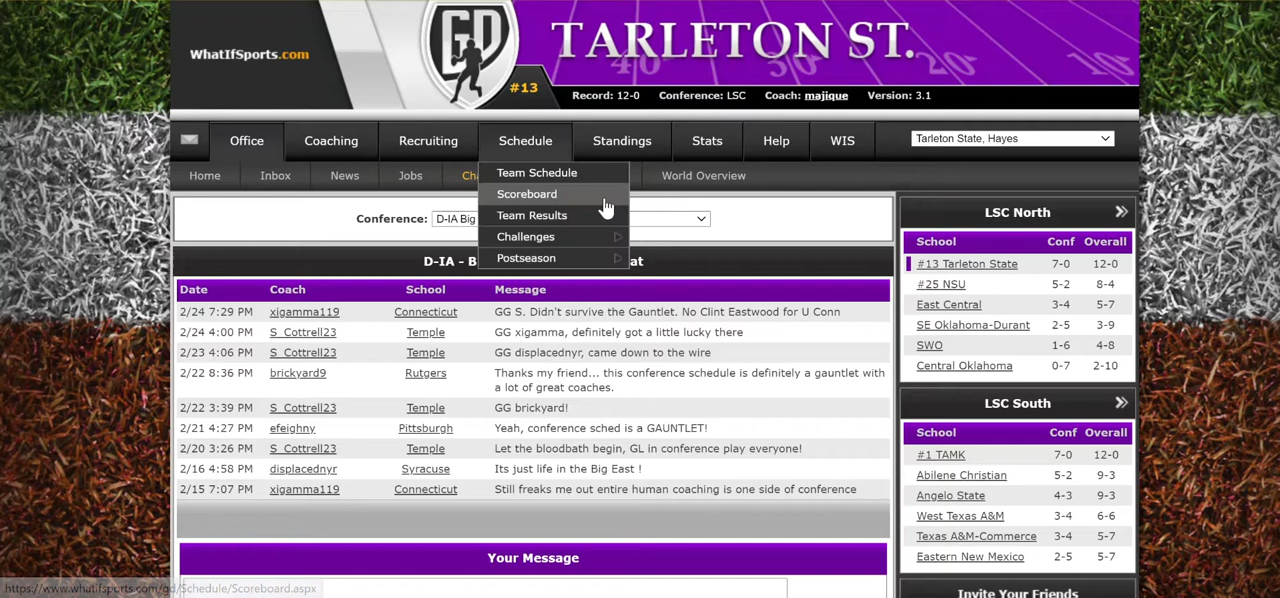 WhatIfSports.com
GD
TARLETON ST.
40 30 20
#13
Record: 12-0 Conference: LSC Coach: majique Version: 3.1
Office Coaching Recruiting Schedule Standings Stats Help WIS Tarleton State, Hayes
Home Inbox News Jobs Cha World Overview
Team Schedule
Scoreboard
Team Results
Challenges
Postseason
Conference: D-IA Big
D-IA - B at
Date Coach School Message
2/24 7:29 PM xigamma119 Connecticut GG S. Didn't survive the Gauntlet. No Clint Eastwood for U Conn
2/24 4:00 PM S_Cottrell23 Temple GG xigamma, definitely got a little lucky there
2/23 4:06 PM S_Cottrell23 Temple GG displacednyr, came down to the wire
2/22 8:36 PM brickyard9 Rutgers Thanks my friend... this conference schedule is definitely a gauntlet with
a lot of great coaches.
2/22 3:39 PM S_Cottrell23 Temple GG brickyard!
2/21 4:27 PM efeighny Pittsburgh Yeah, conference sched is a GAUNTLET!
2/20 3:26 PM S_Cottrell23 Temple Let the bloodbath begin, GL in conference play everyone!
2/16 4:58 PM displacednyr Syracuse Its just life in the Big East !
2/15 7:07 PM xigamma119 Connecticut Still freaks me out entire human coaching is one side of conference
Your Message
LSC North
School Conf Overall
#13 Tarleton State 7-0 12-0
#25 NSU 5-2 8-4
East Central 3-4 5-7
SE Oklahoma-Durant 2-5 3-9
SWO 1-6 4-8
Central Oklahoma 0-7 2-10
LSC South
School Conf Overall
#1 TAMK 7-0 12-0
Abilene Christian 5-2 9-3
Angelo State 4-3 9-3
West Texas A&M 3-4 6-6
Texas A&M-Commerce 3-4 5-7
Eastern New Mexico 2-5 5-7
Invite Your Friends
https://www.whatifsports.com/gd/Schedule/Scoreboard.aspx